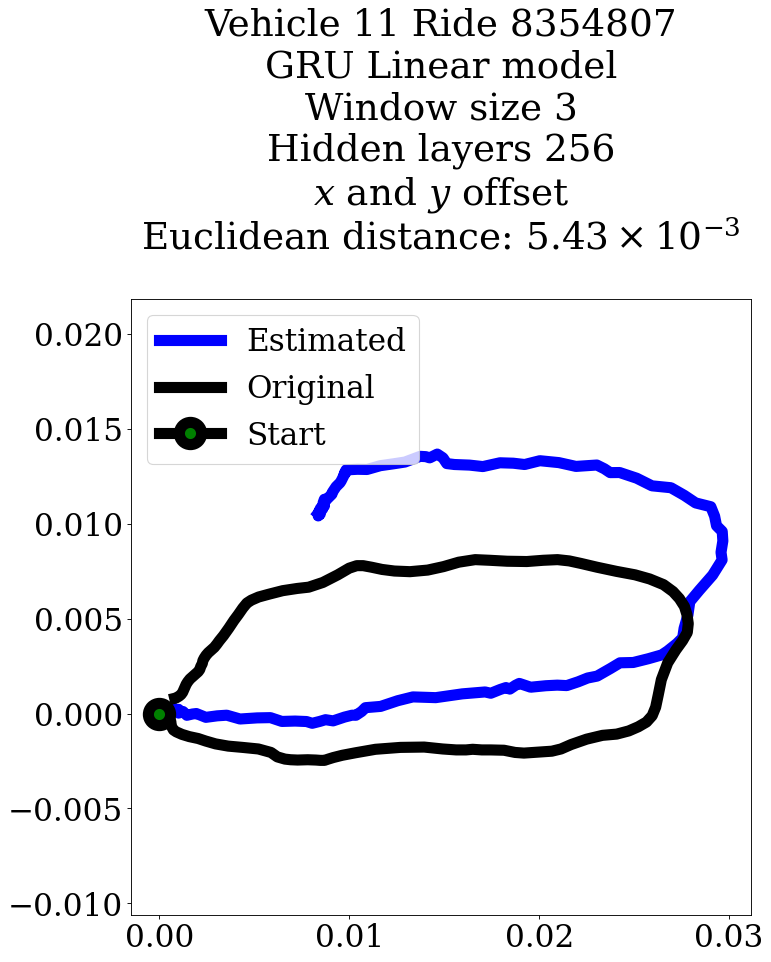 Vehicle 11 Ride 8354807
GRU Linear model
Window size 3
Hidden layers 256
x and y offset
Euclidean distance: 5.43 × 10⁻³
Estimated
Original
Start
0.020
0.015
0.010
0.005
0.000
−0.005
−0.010
0.00 0.01 0.02 0.03